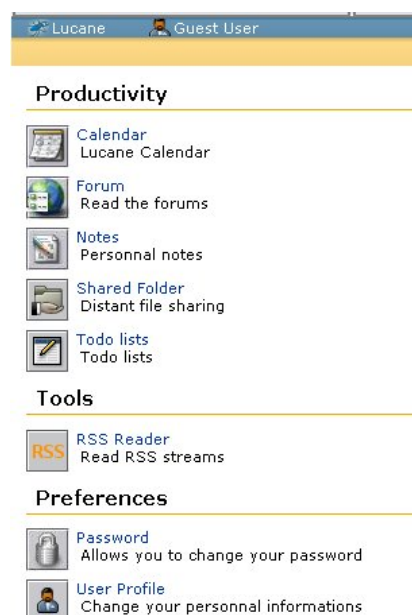 Lucane Guest User
Productivity
Calendar
Lucane Calendar
Forum
Read the forums
Notes
Personnal notes
Shared Folder
Distant file sharing
Todo lists
Todo lists
Tools
RSS
RSS Reader
Read RSS streams
Preferences
Password
Allows you to change your password
User Profile
Change your personnal informations